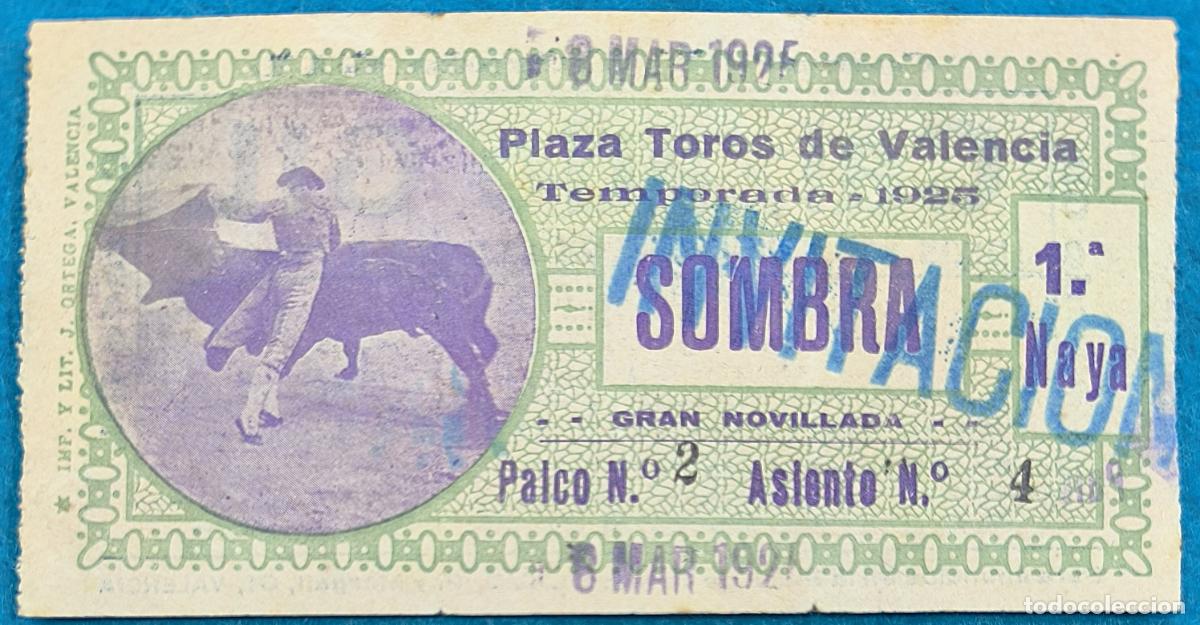 8 MAR 1925
Plaza Toros de Valencia
Temporada - 1925
INVITACION
SOMBRA
1.ª
Naya
- - GRAN NOVILLADA - -
Palco N.º 2 Asiento N.º 4
8 MAR 192
* IMP. Y LIT. J. ORTEGA. VALENCIA
todocoleccion